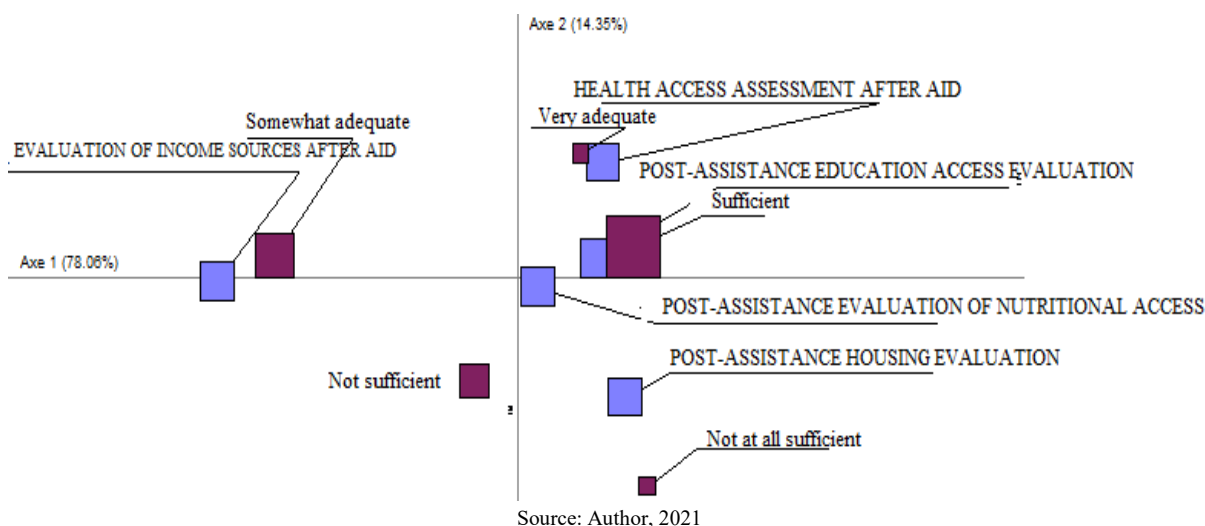 Axe 2 (14.35%)
HEALTH ACCESS ASSESSMENT AFTER AID
Very adequate
Somewhat adequate
EVALUATION OF INCOME SOURCES AFTER AID
POST-ASSISTANCE EDUCATION ACCESS EVALUATION
Sufficient
Axe 1 (78.06%)
POST-ASSISTANCE EVALUATION OF NUTRITIONAL ACCESS
POST-ASSISTANCE HOUSING EVALUATION
Not sufficient
Not at all sufficient
Source: Author, 2021